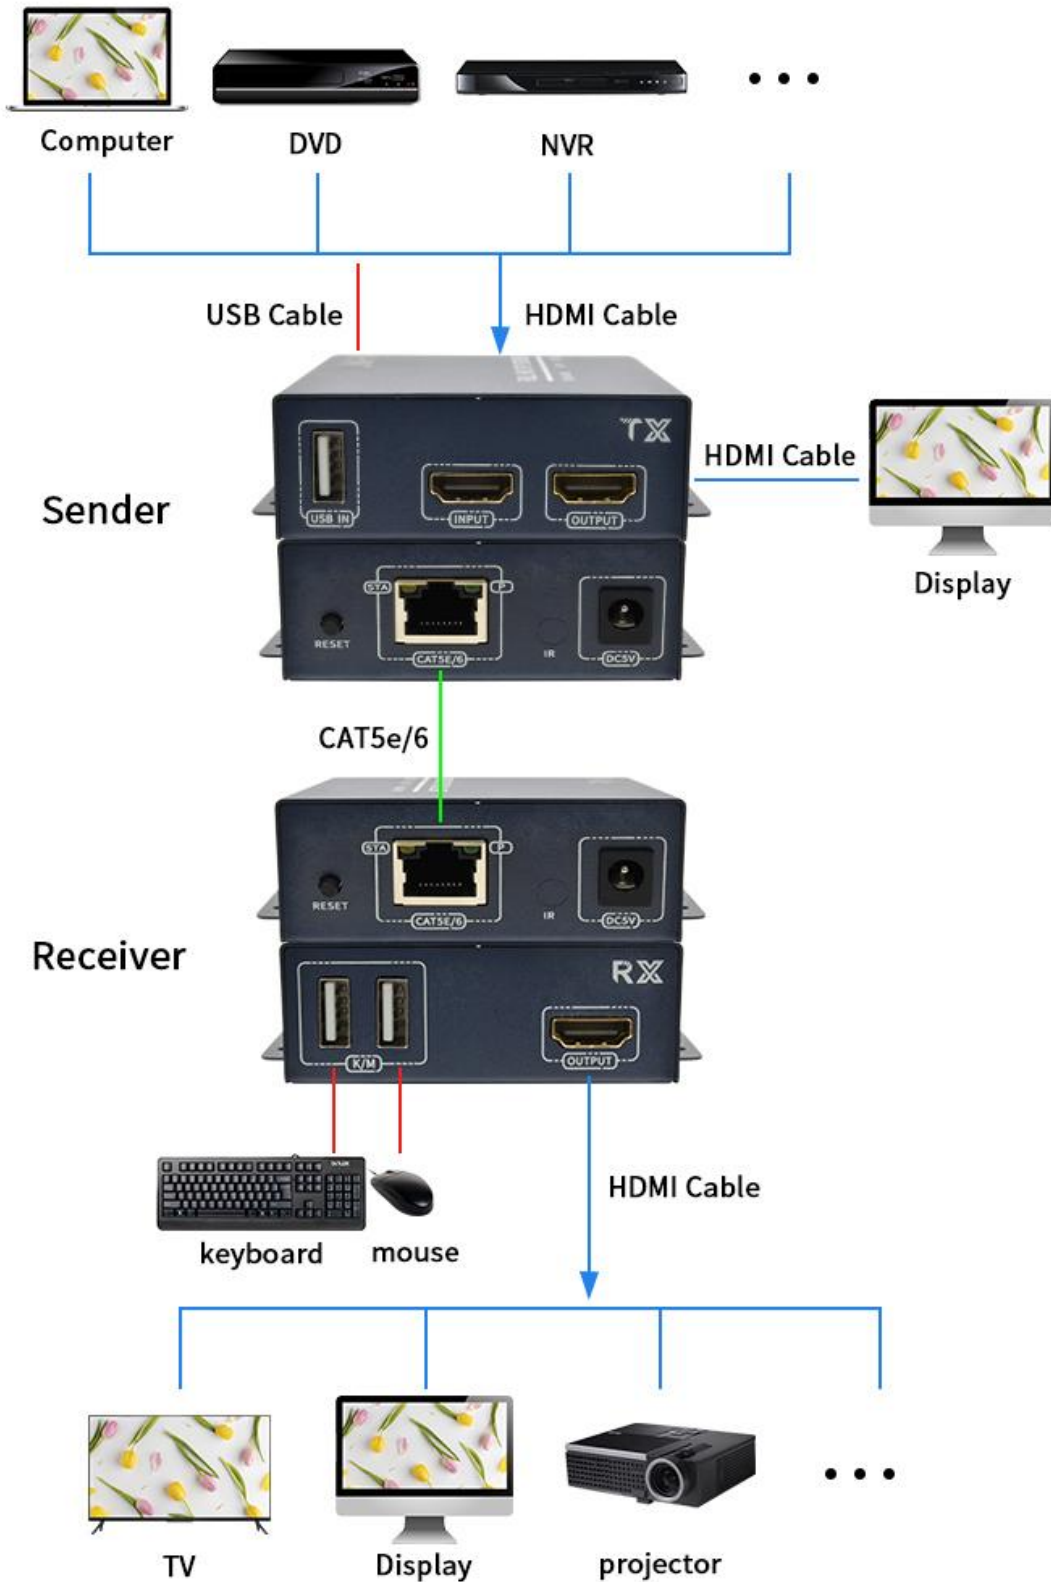 Computer
DVD
NVR
USB Cable
HDMI Cable
TX
HDMI Cable
USB IN
INPUT
OUTPUT
Sender
Display
STA
P
RESET
CAT5E/6
IR
DC5V
CAT5e/6
STA
P
RESET
CAT5E/6
IR
DC5V
Receiver
RX
K/M
OUTPUT
HDMI Cable
keyboard
mouse
TV
Display
projector